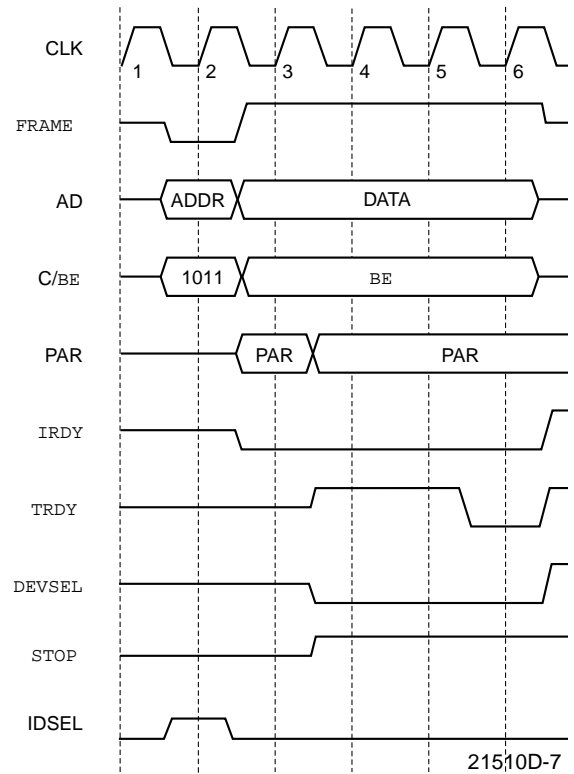 CLK
1 2 3 4 5 6
FRAME
AD ADDR DATA
C/BE 1011 BE
PAR PAR PAR
IRDY
TRDY
DEVSEL
STOP
IDSEL
21510D-7